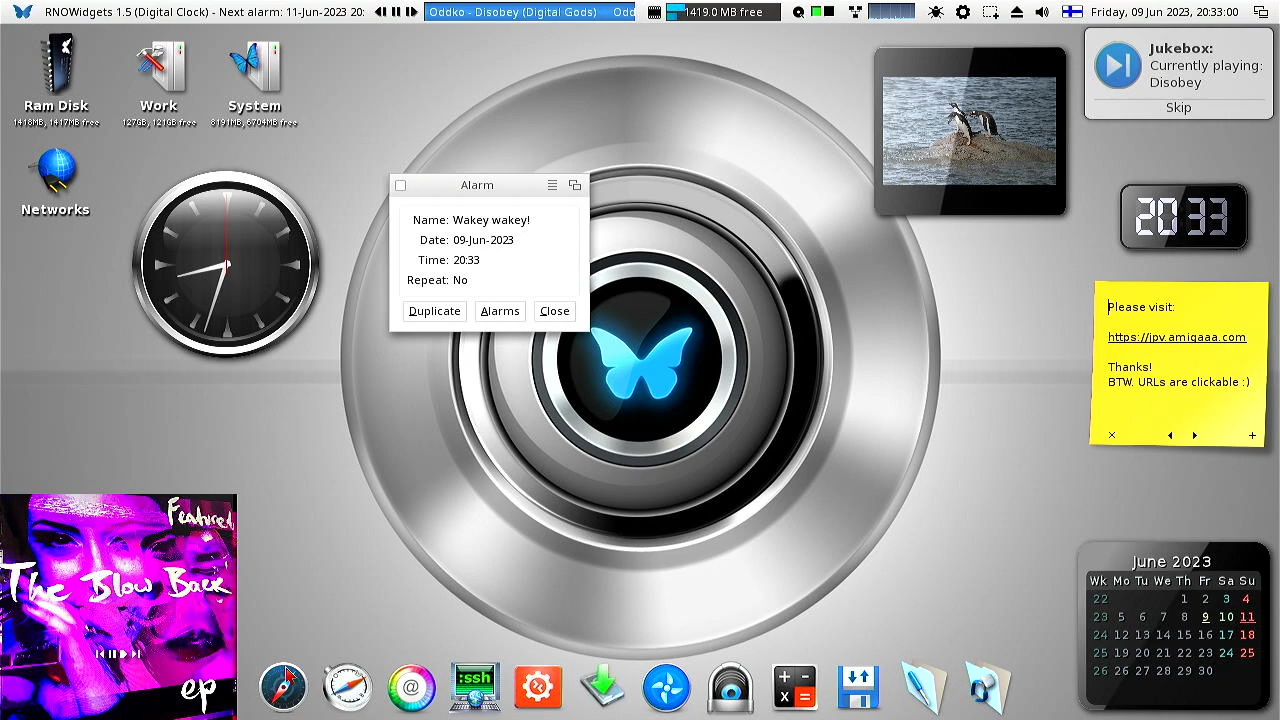 RNOWidgets 1.5 (Digital Clock) - Next alarm: 11-Jun-2023 20:
Oddko - Disobey (Digital Gods)
Odd
1419.0 MB free
Friday, 09 Jun 2023, 20:33:00
Ram Disk
1418MB, 1417MB free
Work
127GB, 121GB free
System
8191MB, 6704MB free
Networks
Alarm
Name: Wakey wakey!
Date: 09-Jun-2023
Time: 20:33
Repeat: No
Duplicate
Alarms
Close
Jukebox:
Currently playing:
Disobey
Skip
20 33
Please visit:
https://jpv.amigaaa.com
Thanks!
BTW. URLs are clickable :)
Featured
The Blow Back
ep
:ssh
@
June 2023
Wk Mo Tu We Th Fr Sa Su
22 1 2 3 4
23 5 6 7 8 9 10 11
24 12 13 14 15 16 17 18
25 19 20 21 22 23 24 25
26 26 27 28 29 30